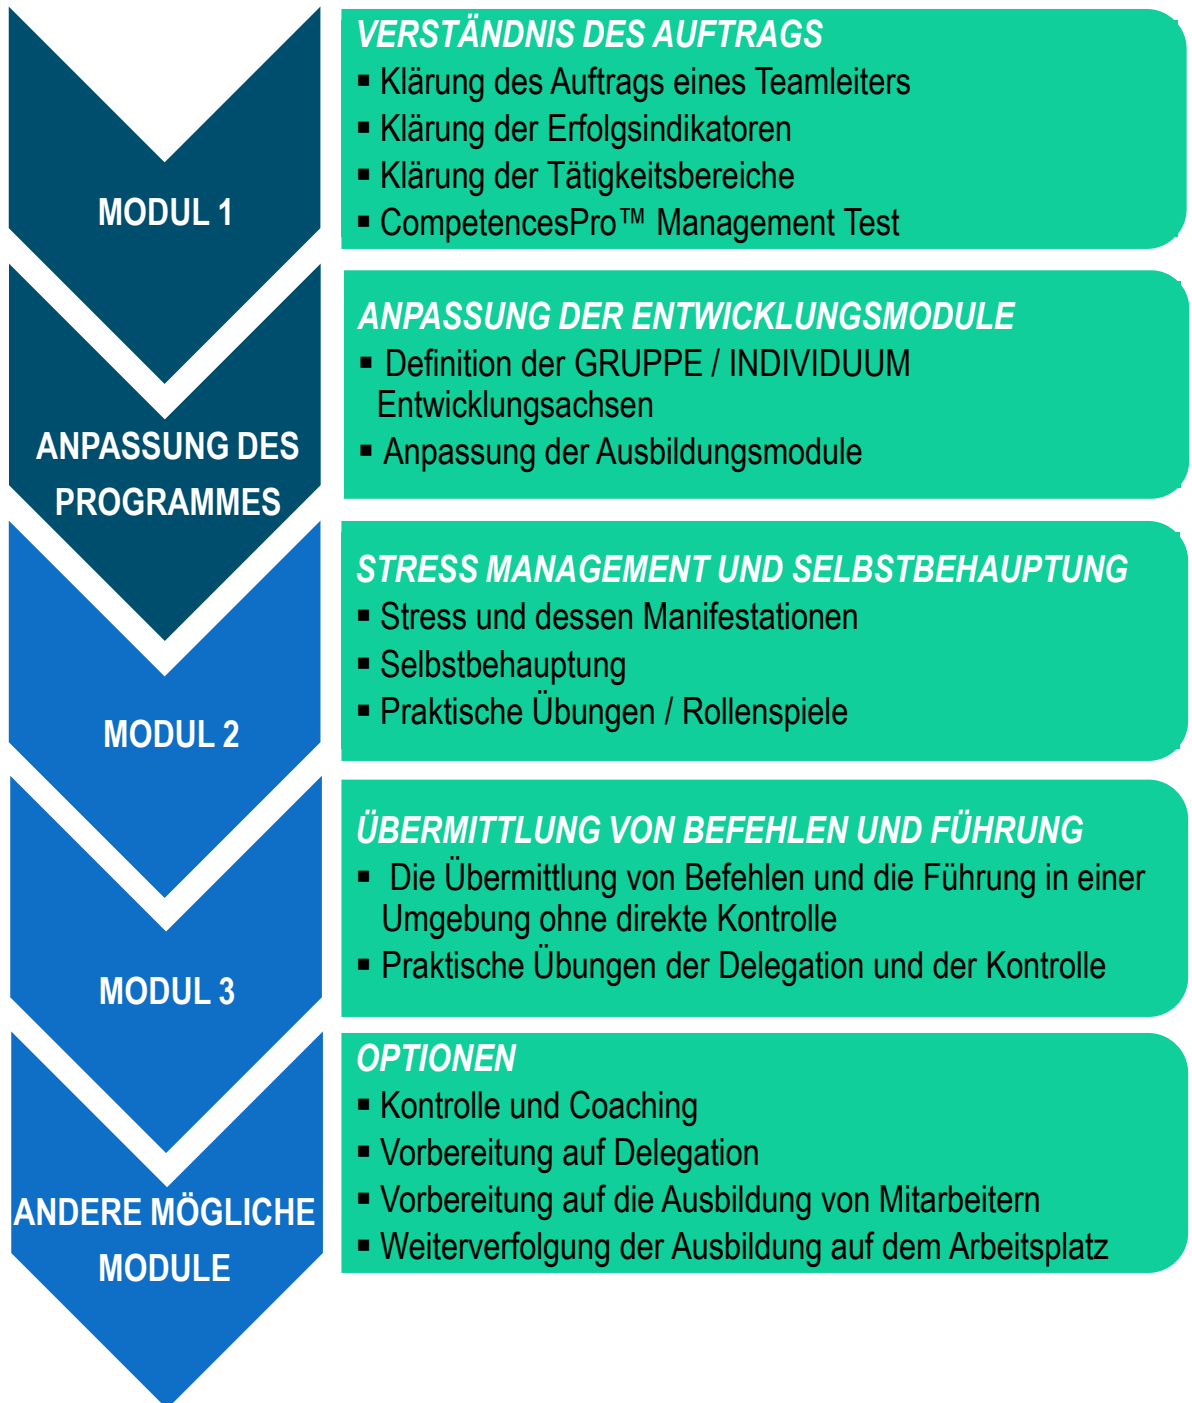 MODUL 1
VERSTÄNDNIS DES AUFTRAGS
▪ Klärung des Auftrags eines Teamleiters
▪ Klärung der Erfolgsindikatoren
▪ Klärung der Tätigkeitsbereiche
▪ CompetencesPro™ Management Test
ANPASSUNG DES
PROGRAMMES
ANPASSUNG DER ENTWICKLUNGSMODULE
▪ Definition der GRUPPE / INDIVIDUUM
Entwicklungsachsen
▪ Anpassung der Ausbildungsmodule
MODUL 2
STRESS MANAGEMENT UND SELBSTBEHAUPTUNG
▪ Stress und dessen Manifestationen
▪ Selbstbehauptung
▪ Praktische Übungen / Rollenspiele
MODUL 3
ÜBERMITTLUNG VON BEFEHLEN UND FÜHRUNG
▪ Die Übermittlung von Befehlen und die Führung in einer
Umgebung ohne direkte Kontrolle
▪ Praktische Übungen der Delegation und der Kontrolle
ANDERE MÖGLICHE
MODULE
OPTIONEN
▪ Kontrolle und Coaching
▪ Vorbereitung auf Delegation
▪ Vorbereitung auf die Ausbildung von Mitarbeitern
▪ Weiterverfolgung der Ausbildung auf dem Arbeitsplatz